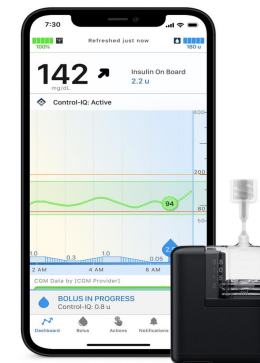 7:30
100%
Refreshed just now
180 u
142
mg/dL
Insulin On Board
2.2 u
Control-IQ: Active
400
200
94
80
50
1.0
0.3
1.0
0.05
2 AM
4 AM
6 AM
CGM Data by [CGM Provider]
BOLUS IN PROGRESS
Control-IQ: 0.8 u
Dashboard
Bolus
Actions
Notifications